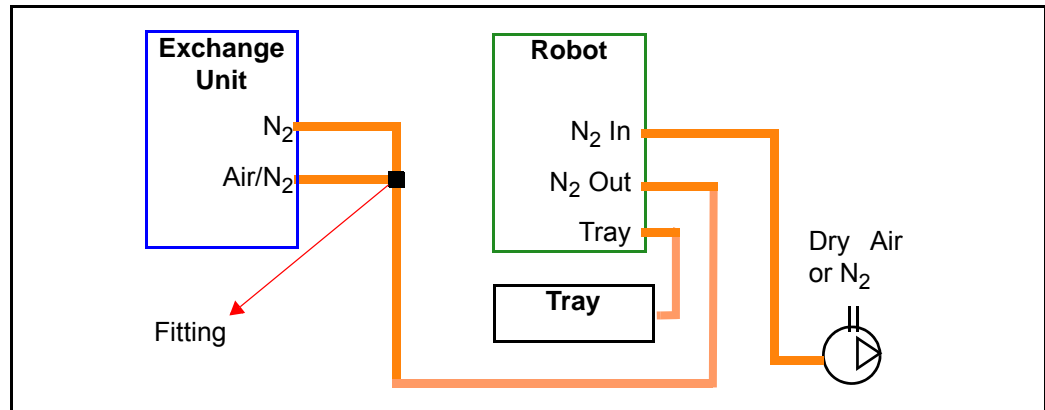 Exchange
Unit
N₂
Air/N₂
Fitting
Robot
N₂ In
N₂ Out
Tray
Tray
Dry Air
or N₂